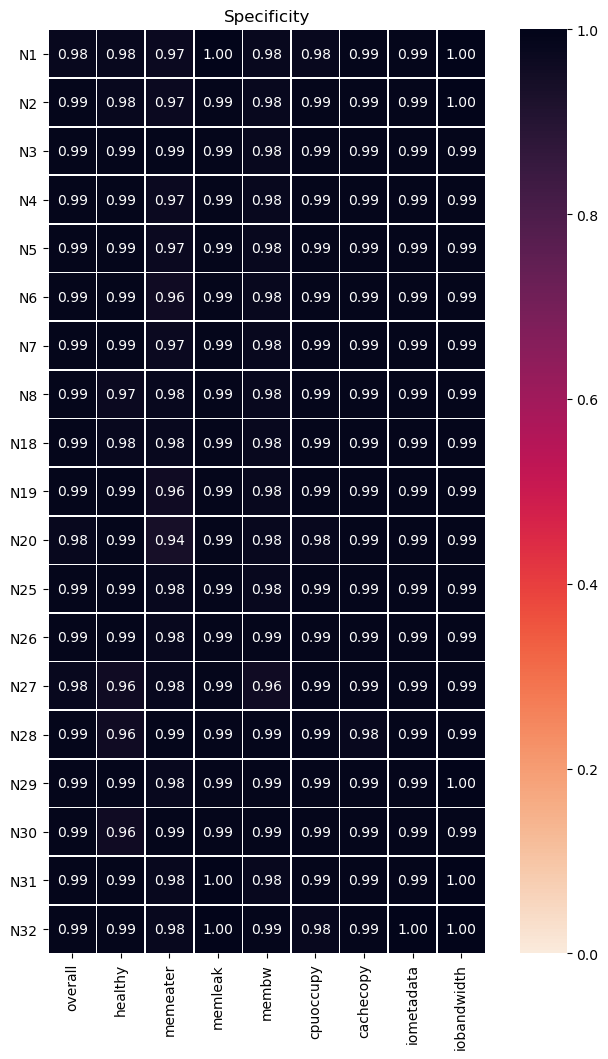 Specificity
N1 0.98 0.98 0.97 1.00 0.98 0.98 0.99 0.99 1.00
N2 0.99 0.98 0.97 0.99 0.98 0.99 0.99 0.99 1.00
N3 0.99 0.99 0.99 0.99 0.98 0.99 0.99 0.99 0.99
N4 0.99 0.99 0.97 0.99 0.98 0.99 0.99 0.99 0.99
N5 0.99 0.99 0.97 0.99 0.98 0.99 0.99 0.99 0.99
N6 0.99 0.99 0.96 0.99 0.98 0.99 0.99 0.99 0.99
N7 0.99 0.99 0.97 0.99 0.98 0.99 0.99 0.99 0.99
N8 0.99 0.97 0.98 0.99 0.98 0.99 0.99 0.99 0.99
N18 0.99 0.98 0.98 0.99 0.98 0.99 0.99 0.99 0.99
N19 0.99 0.99 0.96 0.99 0.98 0.99 0.99 0.99 0.99
N20 0.98 0.99 0.94 0.99 0.98 0.98 0.99 0.99 0.99
N25 0.99 0.99 0.98 0.99 0.98 0.99 0.99 0.99 0.99
N26 0.99 0.99 0.98 0.99 0.99 0.99 0.99 0.99 0.99
N27 0.98 0.96 0.98 0.99 0.96 0.99 0.99 0.99 0.99
N28 0.99 0.96 0.99 0.99 0.99 0.99 0.98 0.99 0.99
N29 0.99 0.99 0.98 0.99 0.99 0.99 0.99 0.99 1.00
N30 0.99 0.96 0.99 0.99 0.99 0.99 0.99 0.99 0.99
N31 0.99 0.99 0.98 1.00 0.98 0.99 0.99 0.99 1.00
N32 0.99 0.99 0.98 1.00 0.99 0.98 0.99 1.00 1.00
overall
healthy
memeater
memleak
membw
cpuoccupy
cachecopy
iometadata
iobandwidth
1.0
0.8
0.6
0.4
0.2
0.0